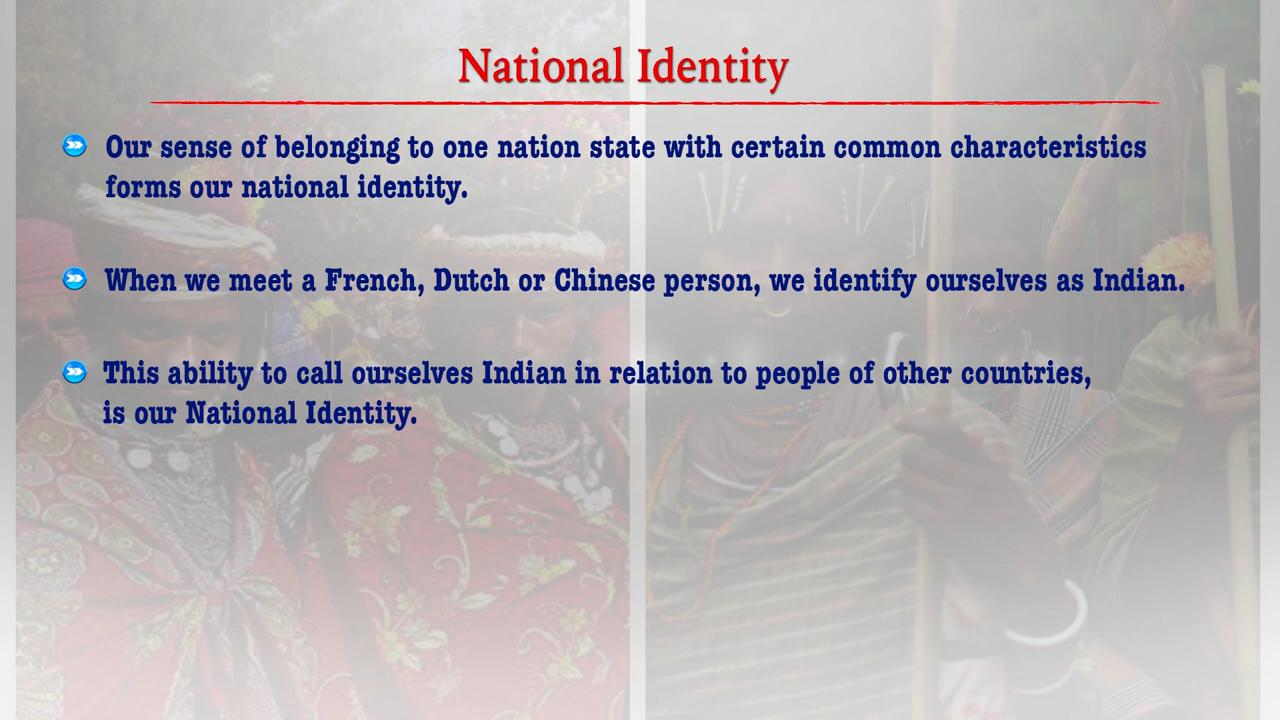 National Identity
Our sense of belonging to one nation state with certain common characteristics
forms our national identity.
When we meet a French, Dutch or Chinese person, we identify ourselves as Indian.
This ability to call ourselves Indian in relation to people of other countries,
is our National Identity.